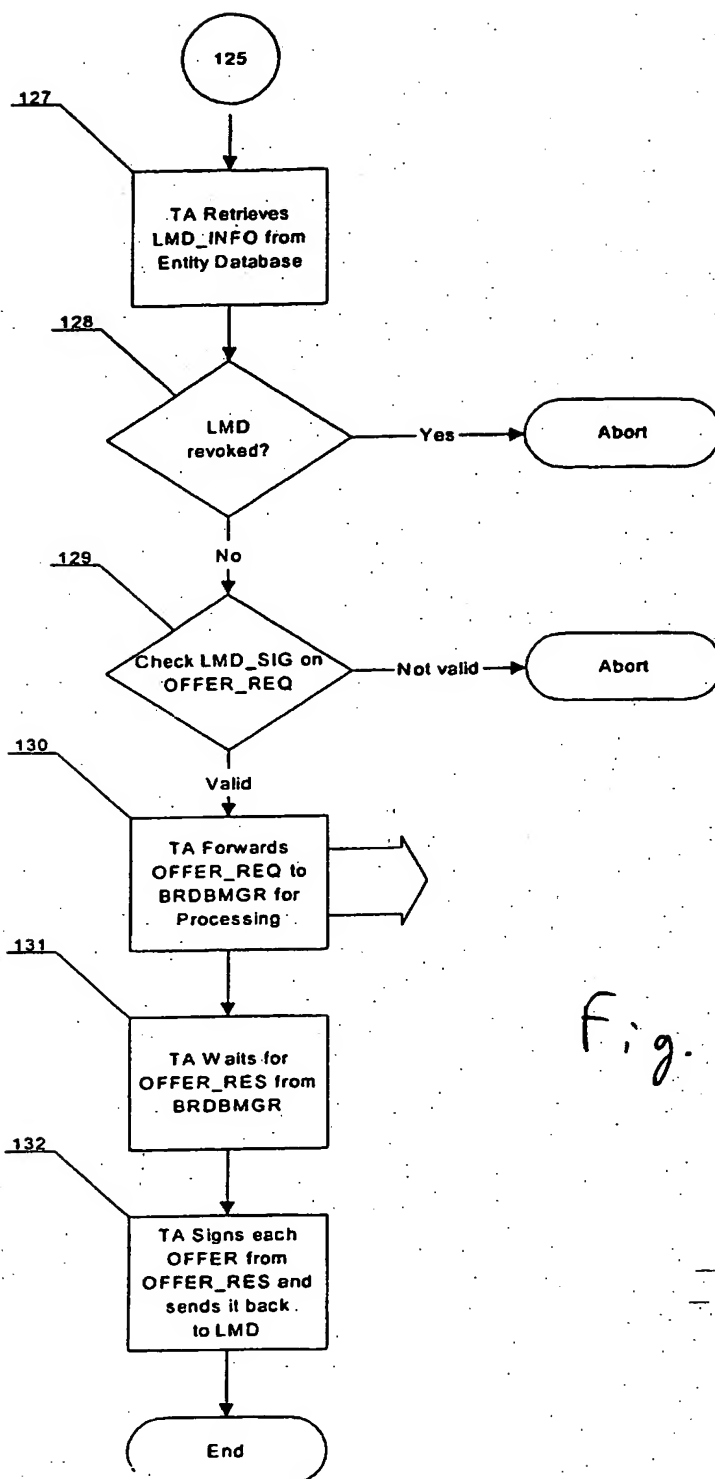 125
127
TA Retrieves
LMD_INFO from
Entity Database
128
LMD
revoked?
Yes
Abort
No
129
Check LMD_SIG on
OFFER_REQ
Not valid
Abort
Valid
130
TA Forwards
OFFER_REQ to
BRDBMGR for
Processing
131
TA Waits for
OFFER_RES from
BRDBMGR
Fig.
132
TA Signs each
OFFER from
OFFER_RES and
sends it back
to LMD
End